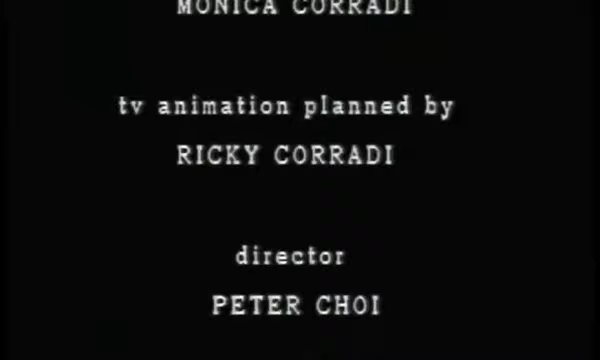 MONICA CORRADI
tv animation planned by
RICKY CORRADI
director
PETER CHOI